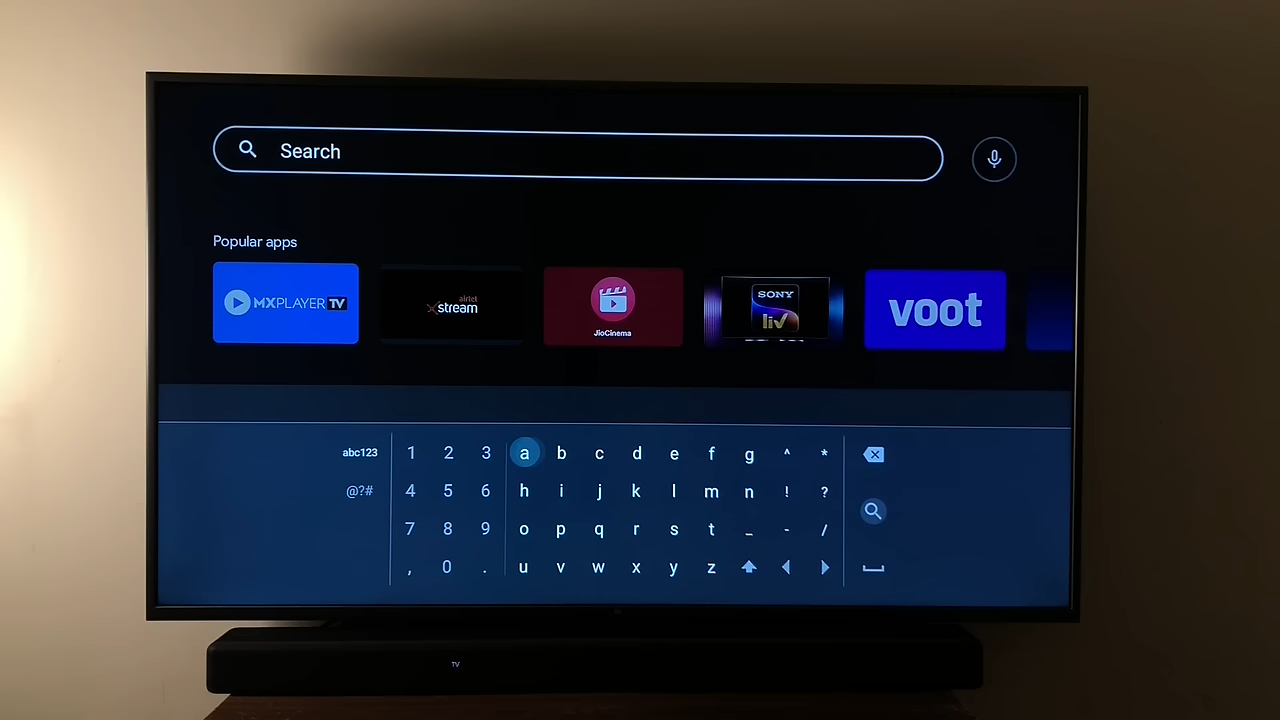 Search
Popular apps
MXPLAYER TV
airtel
Xstream
JioCinema
SONY
liv
voot
abc123 1 2 3 a b c d e f g ^ *
@?# 4 5 6 h i j k l m n ! ?
7 8 9 o p q r s t _ - /
, 0 . u v w x y z
TV